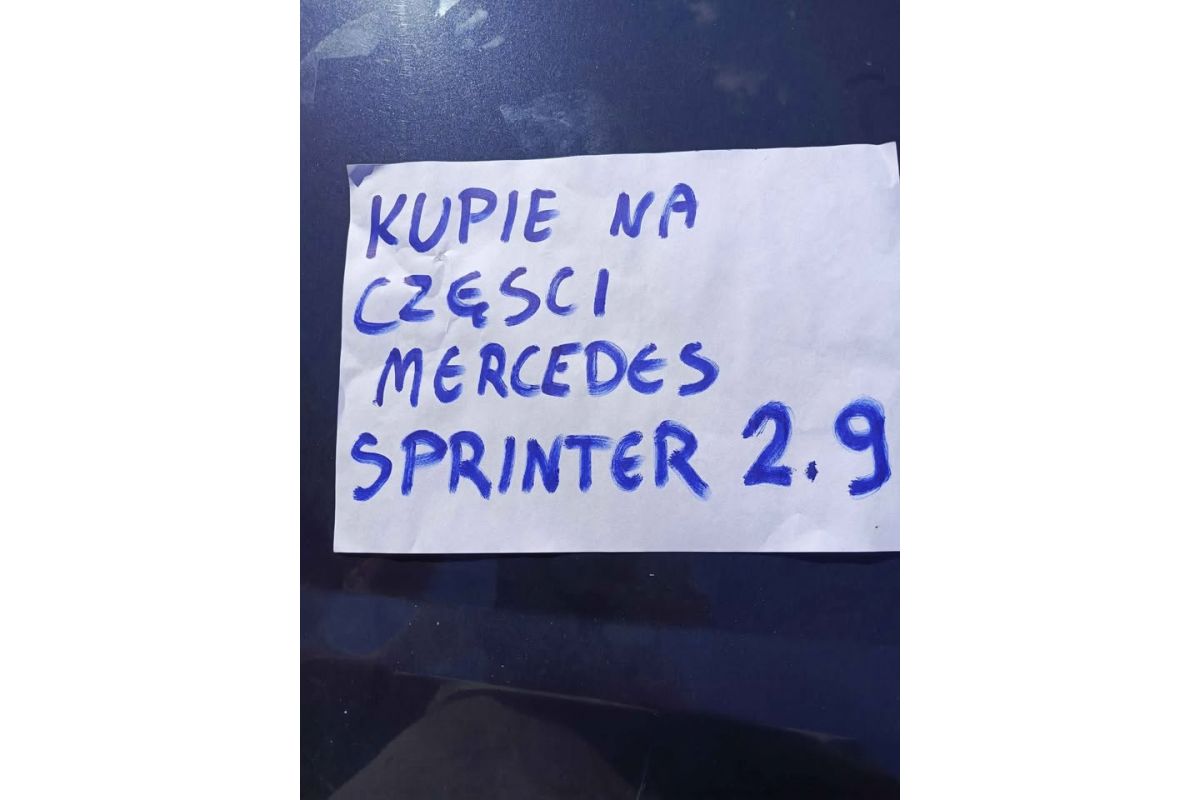 KUPIE NA
CZĘSCI
MERCEDES
SPRINTER 2.9